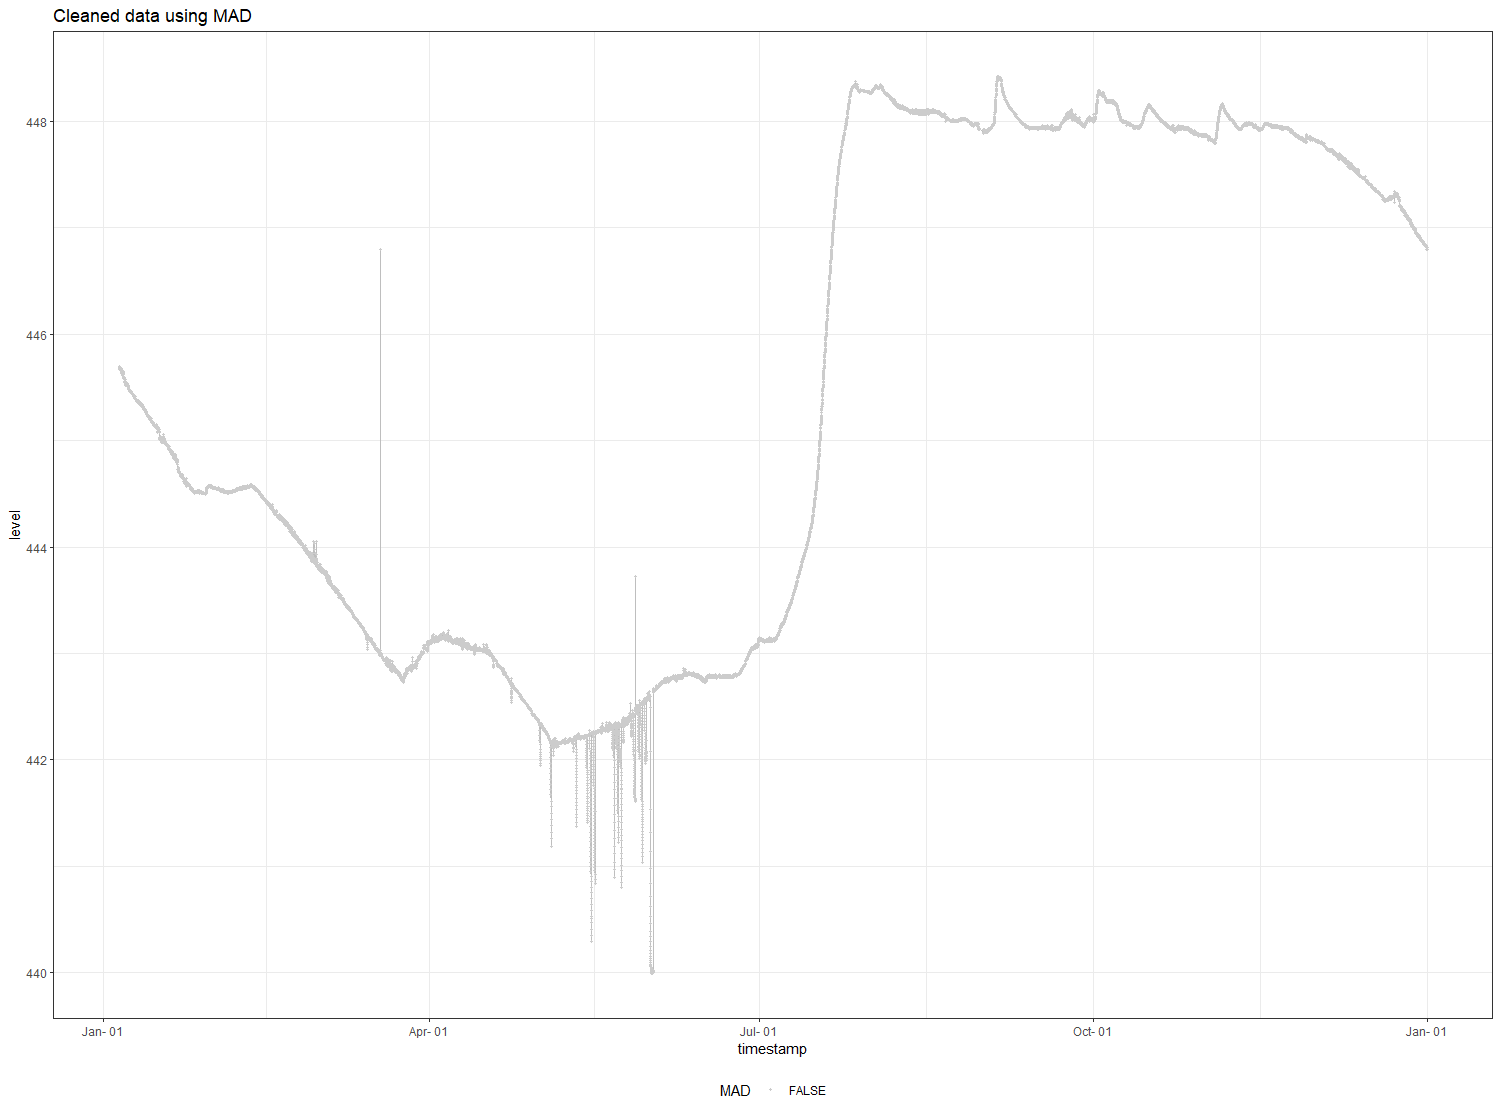 Cleaned data using MAD
448
446
444
442
440
level
Jan- 01
Apr- 01
Jul- 01
Oct- 01
Jan- 01
timestamp
MAD
FALSE